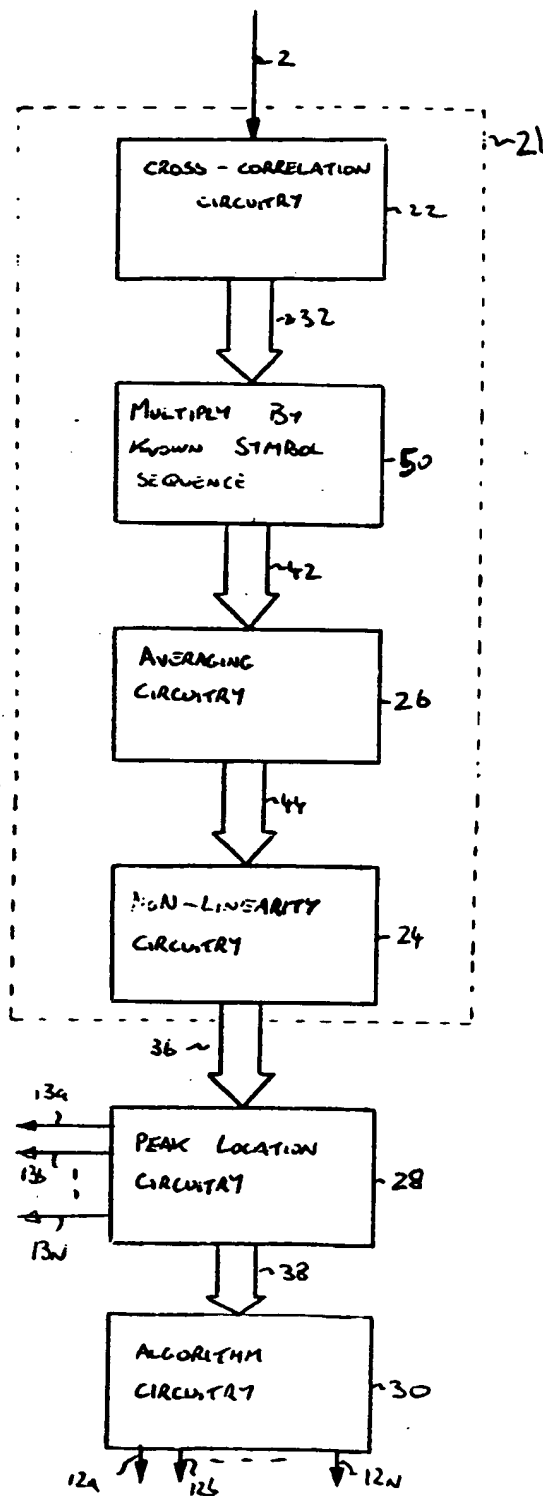 2
21
CROSS-CORRELATION
CIRCUITRY
22
32
MULTIPLY BY
KNOWN SYMBOL
SEQUENCE
50
42
AVERAGING
CIRCUITRY
26
44
NON-LINEARITY
CIRCUITRY
24
36
13a
13b
13N
PEAK LOCATION
CIRCUITRY
28
38
ALGORITHM
CIRCUITRY
30
12a
12b
12N